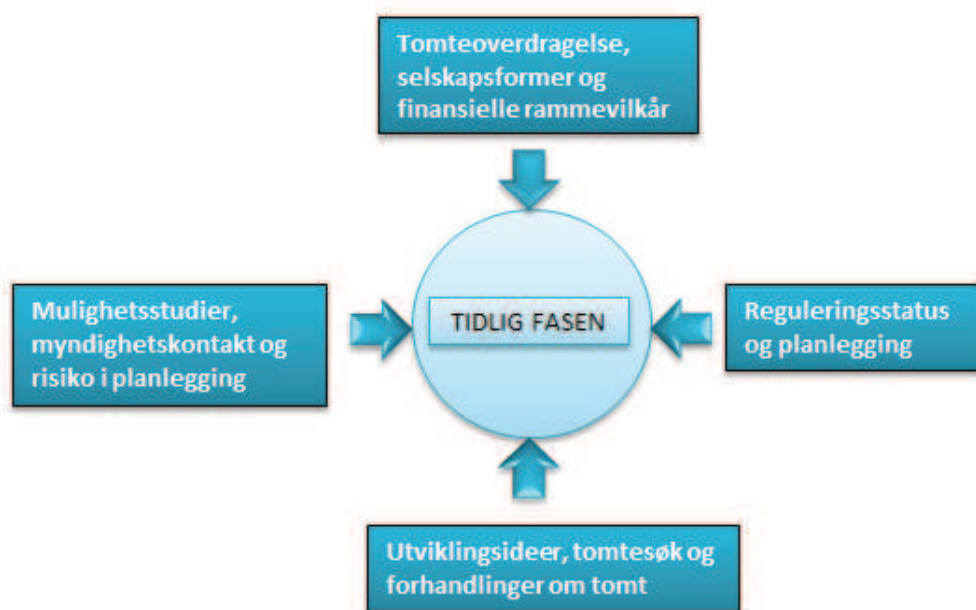 Tomteoverdragelse,
selskapsformer og
finansielle rammevilkår
Mulighetsstudier,
myndighetskontakt og
risiko i planlegging
TIDLIG FASEN
Reguleringsstatus
og planlegging
Utviklingsideer, tomtesøk og
forhandlinger om tomt